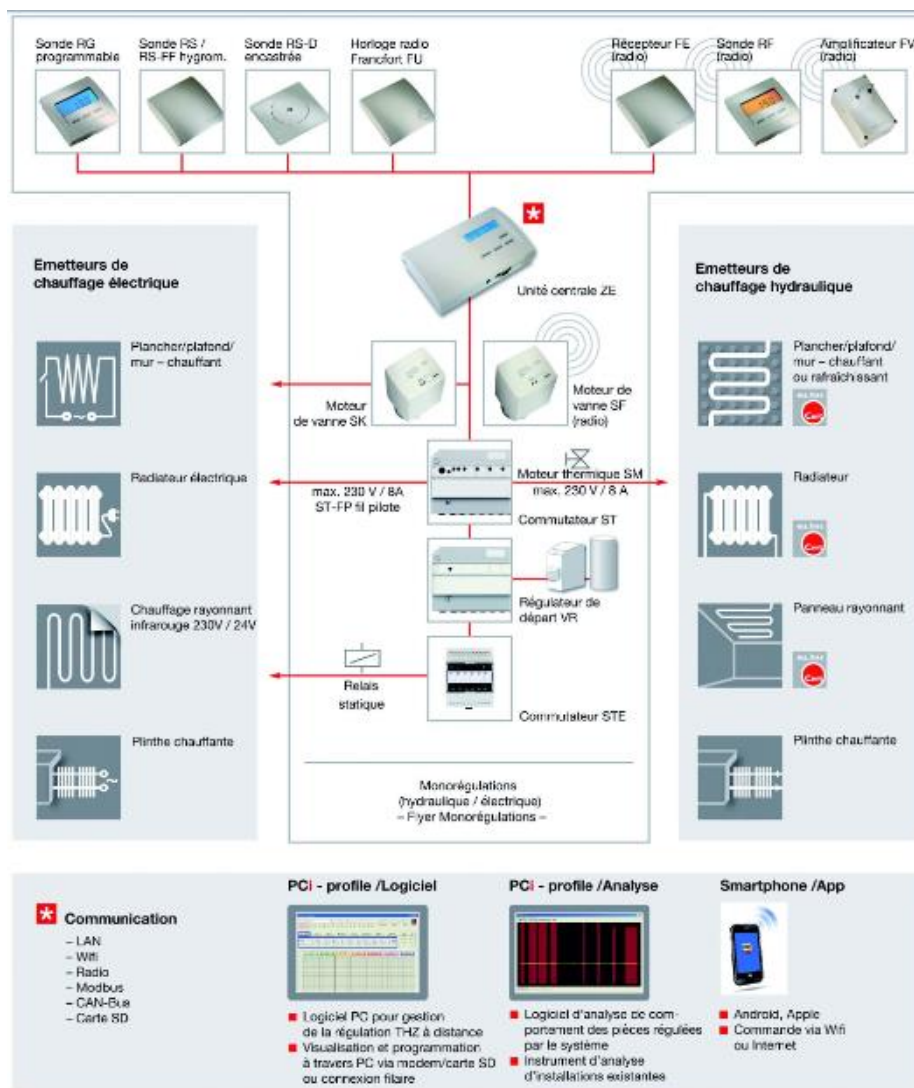 Sonde RG
programmable
Sonde RS /
RS-FF hygrom.
Sonde RS-D
encastrée
Horloge radio
Francfort FU
Récepteur FE
(radio)
Sonde RF
(radio)
Amplificateur FV
(radio)
Unité centrale ZE
Emetteurs de
chauffage électrique
Plancher/plafond/
mur – chauffant
Radiateur électrique
Chauffage rayonnant
infrarouge 230V / 24V
Plinthe chauffante
Moteur
de vanne SK
Moteur de
vanne SF
(radio)
max. 230 V / 8A
ST-FP fil pilote
Moteur thermique SM
max. 230 V / 8 A
Commutateur ST
Régulateur de
départ VR
Relais
statique
Commutateur STE
Monorégulations
(hydraulique / électrique)
– Flyer Monorégulations –
Emetteurs de
chauffage hydraulique
Plancher/plafond/
mur – chauffant
ou rafraîchissant
Radiateur
Panneau rayonnant
Plinthe chauffante
Communication
– LAN
– Wifi
– Radio
– Modbus
– CAN-Bus
– Carte SD
PCi - profile /Logiciel
Logiciel PC pour gestion
de la régulation THZ à distance
Visualisation et programmation
à travers PC via modem/carte SD
ou connexion filaire
PCi - profile /Analyse
Logiciel d'analyse de com-
portement des pièces régulées
par le système
Instrument d'analyse
d'installations existantes
Smartphone /App
Android, Apple
Commande via Wifi
ou Internet